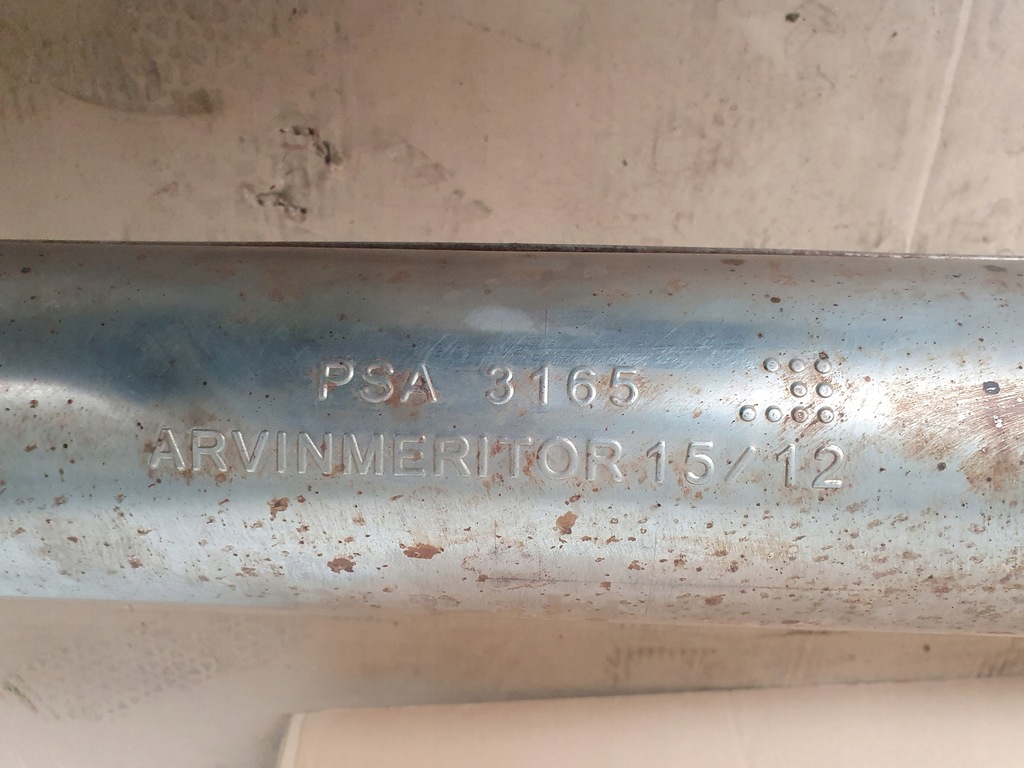 PSA 3165
ARVINMERITOR 15/12